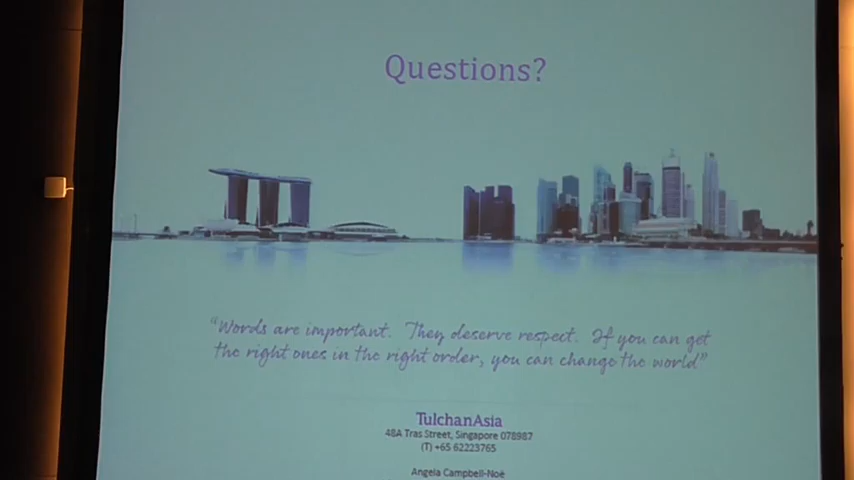 Questions?
“Words are important. They deserve respect. If you can get
the right ones in the right order, you can change the world”
TulchanAsia
48A Tras Street, Singapore 078987
(T) +65 62223765
Angela Campbell-Noë